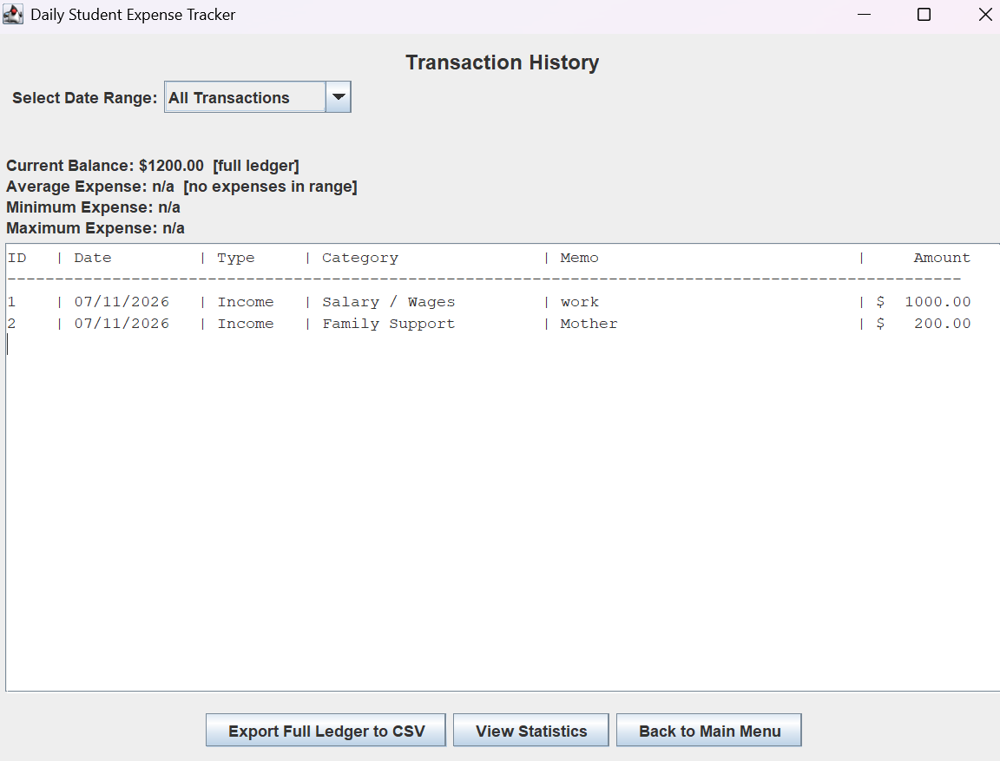 Daily Student Expense Tracker
Transaction History
Select Date Range: All Transactions
Current Balance: $1200.00  [full ledger]
Average Expense: n/a  [no expenses in range]
Minimum Expense: n/a
Maximum Expense: n/a
ID   | Date         | Type     | Category               | Memo                           |     Amount
----------------------------------------------------------------------------------------------------
1    | 07/11/2026   | Income   | Salary / Wages         | work                           | $  1000.00
2    | 07/11/2026   | Income   | Family Support         | Mother                         | $   200.00
Export Full Ledger to CSV View Statistics Back to Main Menu